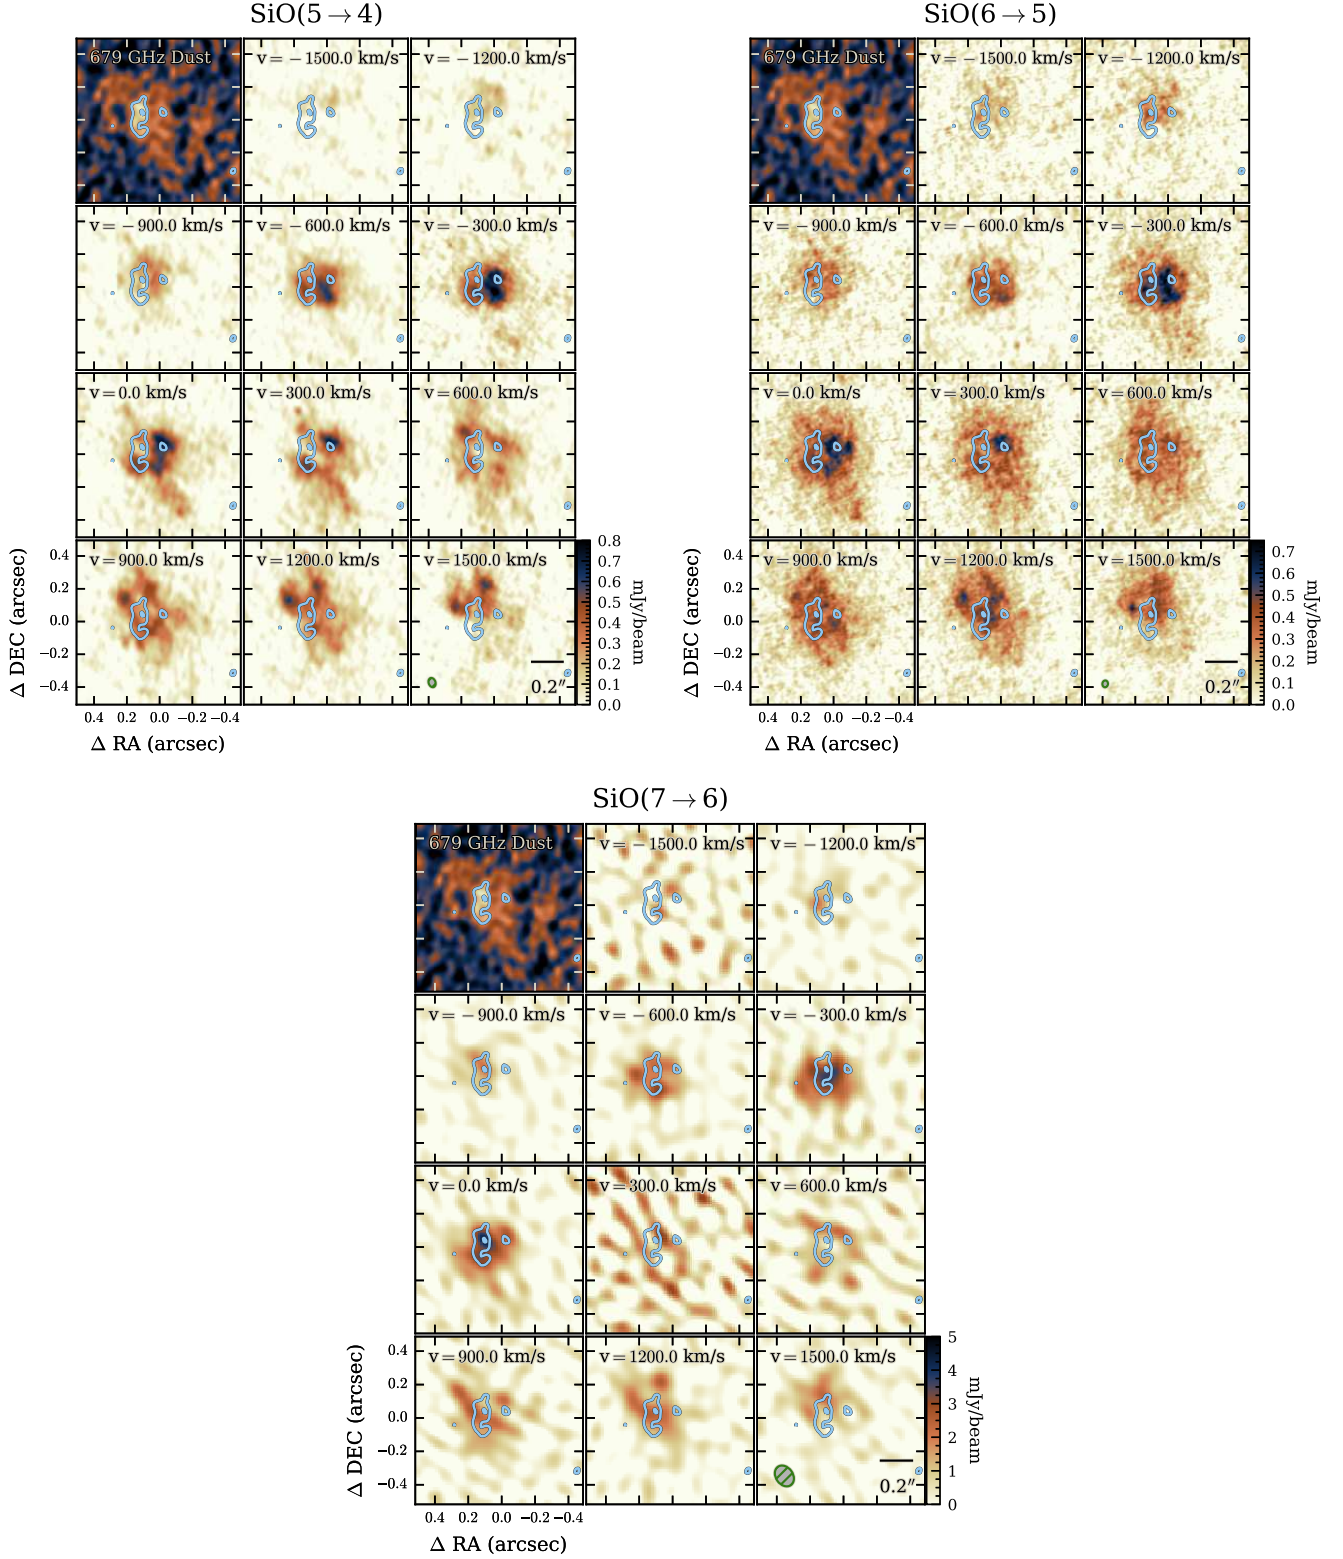 SiO(5→4)
679 GHz Dust
v = −1500.0 km/s
v = −1200.0 km/s
v = −900.0 km/s
v = −600.0 km/s
v = −300.0 km/s
v = 0.0 km/s
v = 300.0 km/s
v = 600.0 km/s
v = 900.0 km/s
v = 1200.0 km/s
v = 1500.0 km/s
0.2″
0.4
0.2
0.0
−0.2
−0.4
Δ DEC (arcsec)
0.4 0.2 0.0 −0.2 −0.4
Δ RA (arcsec)
0.8
0.7
0.6
0.5
0.4
0.3
0.2
0.1
0.0
mJy/beam
SiO(6→5)
679 GHz Dust
v = −1500.0 km/s
v = −1200.0 km/s
v = −900.0 km/s
v = −600.0 km/s
v = −300.0 km/s
v = 0.0 km/s
v = 300.0 km/s
v = 600.0 km/s
v = 900.0 km/s
v = 1200.0 km/s
v = 1500.0 km/s
0.2″
0.4
0.2
0.0
−0.2
−0.4
Δ DEC (arcsec)
0.4 0.2 0.0 −0.2 −0.4
Δ RA (arcsec)
0.7
0.6
0.5
0.4
0.3
0.2
0.1
0.0
mJy/beam
SiO(7→6)
679 GHz Dust
v = −1500.0 km/s
v = −1200.0 km/s
v = −900.0 km/s
v = −600.0 km/s
v = −300.0 km/s
v = 0.0 km/s
v = 300.0 km/s
v = 600.0 km/s
v = 900.0 km/s
v = 1200.0 km/s
v = 1500.0 km/s
0.2″
0.4
0.2
0.0
−0.2
−0.4
Δ DEC (arcsec)
0.4 0.2 0.0 −0.2 −0.4
Δ RA (arcsec)
5
4
3
2
1
0
mJy/beam